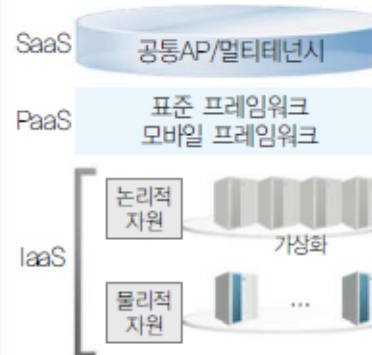 SaaS
공통AP/멀티테넌시
PaaS
표준 프레임워크
모바일 프레임워크
IaaS
논리적
자원
가상화
물리적
자원
...